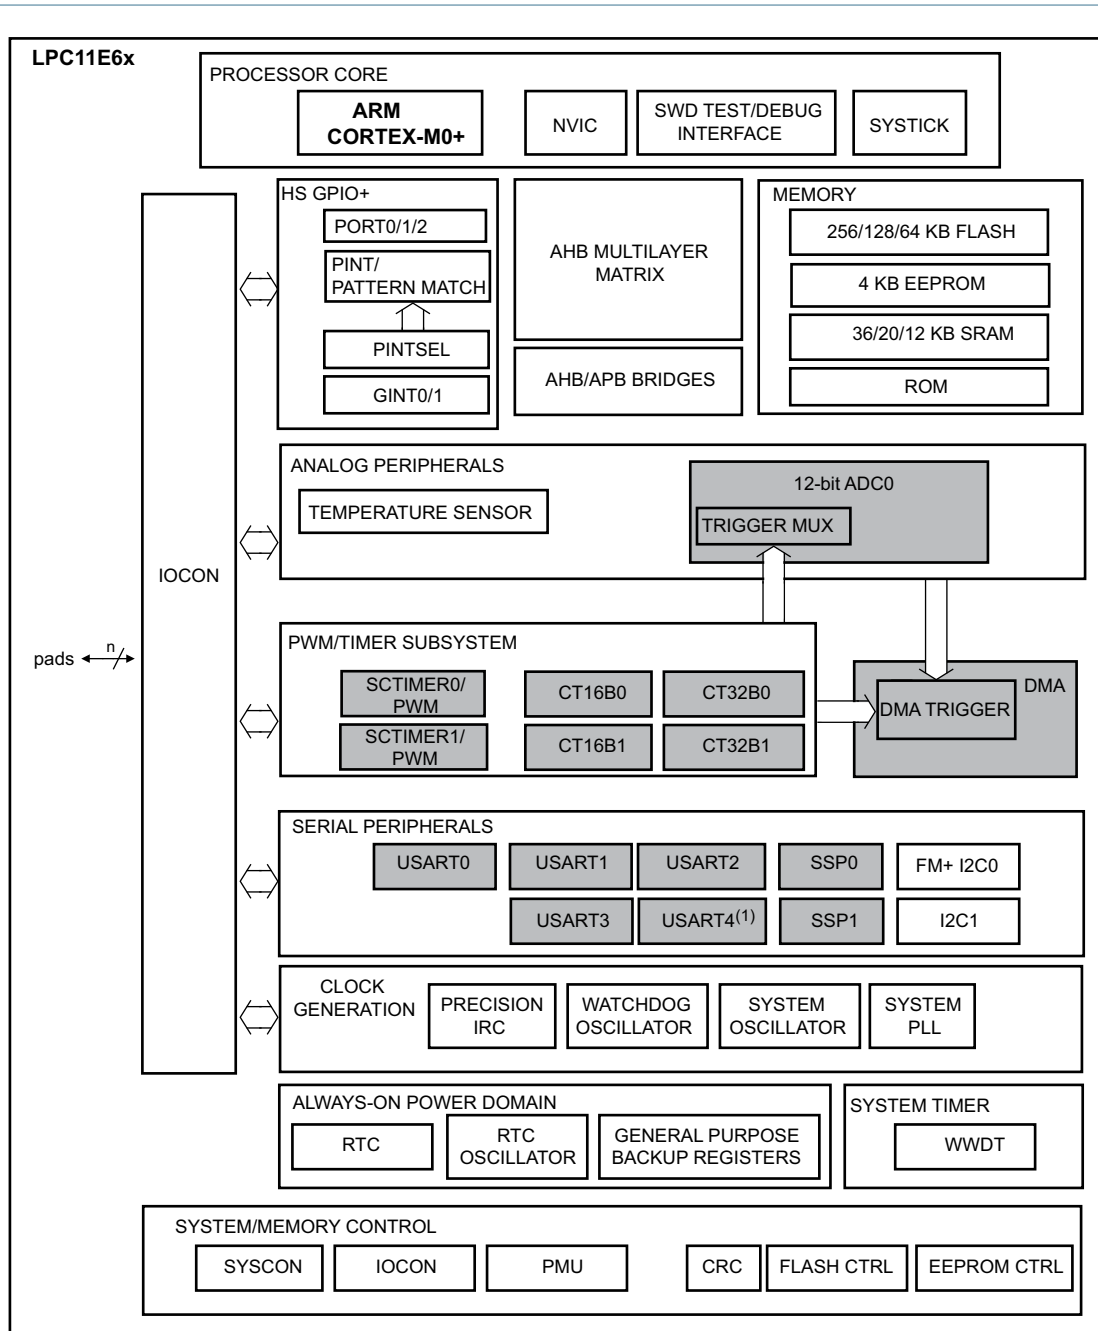 LPC11E6x
PROCESSOR CORE
ARM
CORTEX-M0+
NVIC
SWD TEST/DEBUG
INTERFACE
SYSTICK
HS GPIO+
PORT0/1/2
PINT/
PATTERN MATCH
PINTSEL
GINT0/1
AHB MULTILAYER
MATRIX
AHB/APB BRIDGES
MEMORY
256/128/64 KB FLASH
4 KB EEPROM
36/20/12 KB SRAM
ROM
IOCON
pads
n
ANALOG PERIPHERALS
TEMPERATURE SENSOR
12-bit ADC0
TRIGGER MUX
PWM/TIMER SUBSYSTEM
SCTIMER0/
PWM
CT16B0
CT32B0
SCTIMER1/
PWM
CT16B1
CT32B1
DMA
DMA TRIGGER
SERIAL PERIPHERALS
USART0
USART1
USART2
SSP0
FM+ I2C0
USART3
USART4(1)
SSP1
I2C1
CLOCK
GENERATION
PRECISION
IRC
WATCHDOG
OSCILLATOR
SYSTEM
OSCILLATOR
SYSTEM
PLL
ALWAYS-ON POWER DOMAIN
RTC
RTC
OSCILLATOR
GENERAL PURPOSE
BACKUP REGISTERS
SYSTEM TIMER
WWDT
SYSTEM/MEMORY CONTROL
SYSCON
IOCON
PMU
CRC
FLASH CTRL
EEPROM CTRL